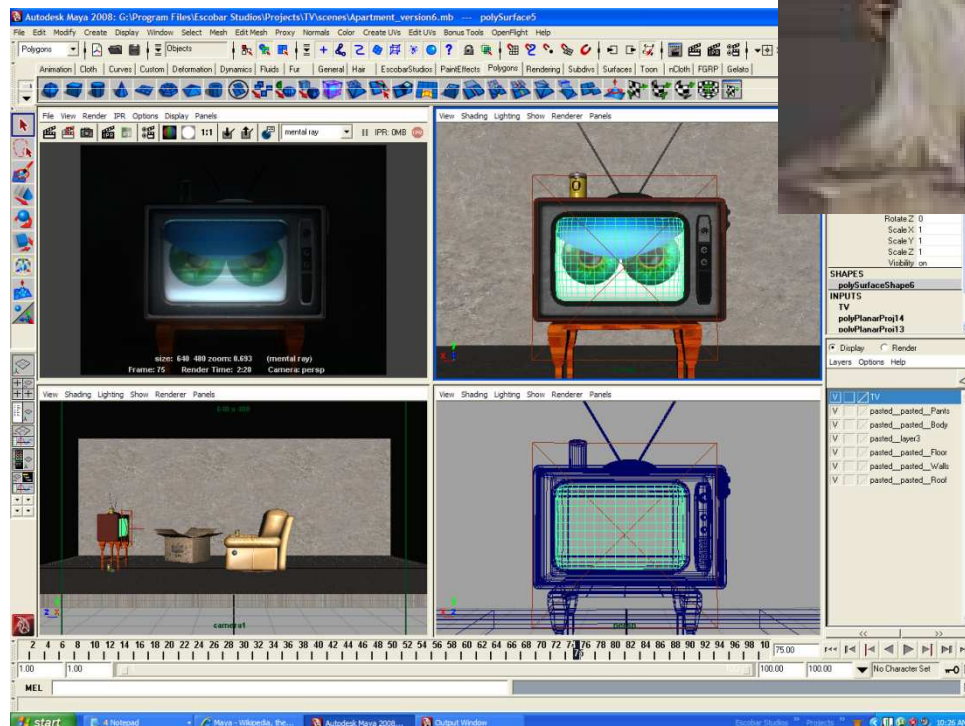 Autodesk Maya 2008: G:\Program Files\Escobar Studios\Projects\TV\scenes\Apartment_version6.mb --- polySurface5
File Edit Modify Create Display Window Select Mesh Edit Mesh Proxy Normals Color Create UVs Edit UVs Bonus Tools OpenFlight Help
Polygons Objects
Animation Cloth Curves Custom Deformation Dynamics Fluids Fur General Hair EscobarStudios PaintEffects Polygons Rendering Subdivs Surfaces Toon nCloth FGRP Gelato
File View Render IPR Options Display Panels
1:1 mental ray IPR: 0MB
size: 640 480 zoom: 0.693 (mental ray)
Frame: 75 Render Time: 2:20 Camera: persp
View Shading Lighting Show Renderer Panels
Rotate Z 0
Scale X 1
Scale Y 1
Scale Z 1
Visibility on
SHAPES
polySurfaceShape6
INPUTS
TV
polyPlanarProj14
polyPlanarProj13
Display Render
Layers Options Help
V TV
V pasted__pasted__Pants
V pasted__pasted__Body
V pasted__layer3
V pasted__pasted__Floor
V pasted__pasted__Walls
V pasted__pasted__Roof
View Shading Lighting Show Renderer Panels
640 x 480
camera1
View Shading Lighting Show Renderer Panels
persp
2 4 6 8 10 12 14 16 18 20 22 24 26 28 30 32 34 36 38 40 42 44 46 48 50 52 54 56 58 60 62 64 66 68 70 72 74 76 78 80 82 84 86 88 90 92 94 96 98 10 75.00
1.00 1.00 100.00 100.00 No Character Set
MEL
start 4 Notepad Maya - Wikipedia, the... Autodesk Maya 2008... Output Window Escobar Studios Projects 10:26 AM